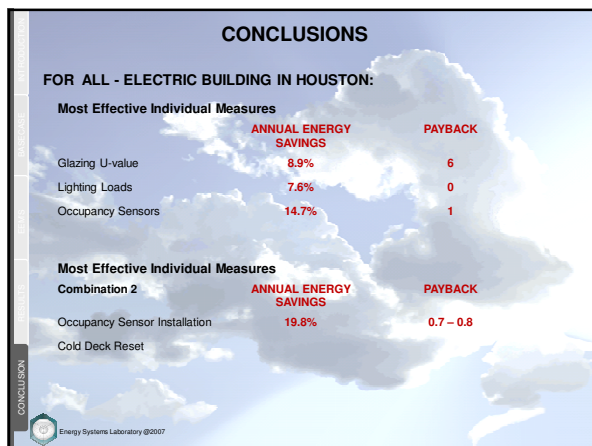 CONCLUSIONS
FOR ALL - ELECTRIC BUILDING IN HOUSTON:
Most Effective Individual Measures
ANNUAL ENERGY SAVINGS PAYBACK
Glazing U-value 8.9% 6
Lighting Loads 7.6% 0
Occupancy Sensors 14.7% 1
Most Effective Individual Measures
Combination 2 ANNUAL ENERGY SAVINGS PAYBACK
Occupancy Sensor Installation 19.8% 0.7 – 0.8
Cold Deck Reset
INTRODUCTION
BASECASE
EEMS
RESULTS
CONCLUSION
Energy Systems Laboratory @2007